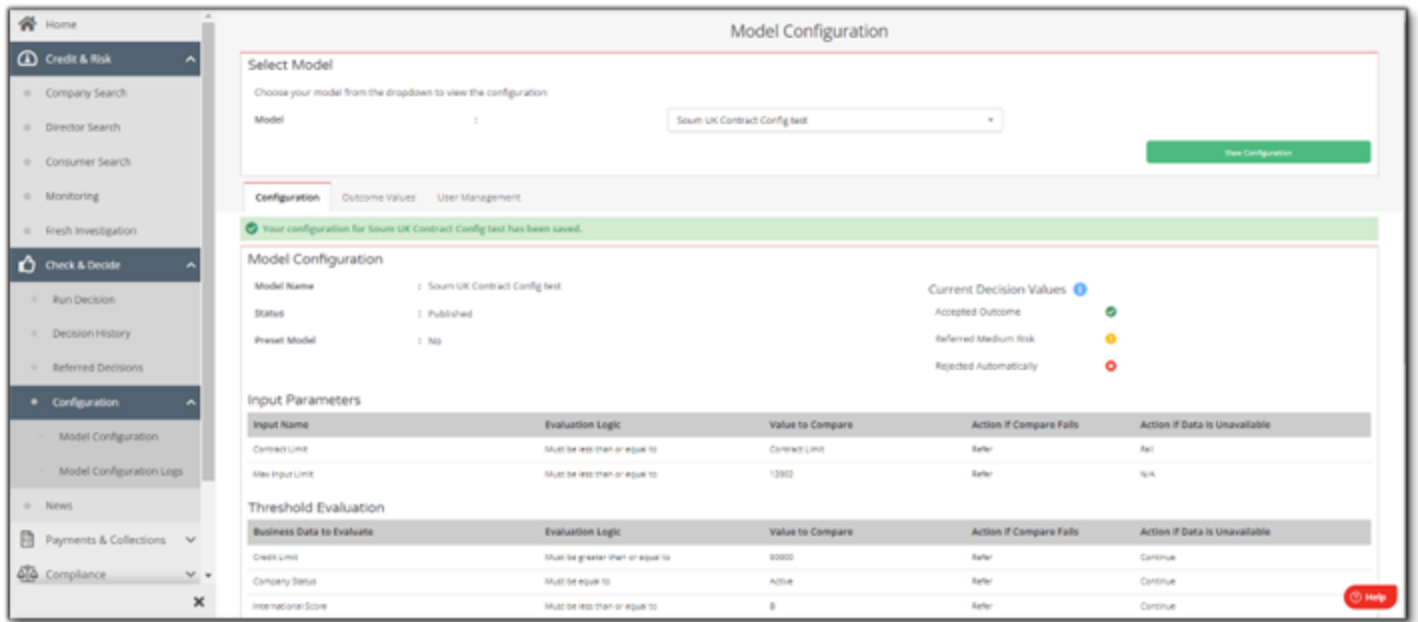 Home
Credit & Risk
Company Search
Director Search
Consumer Search
Monitoring
Fresh Investigation
Check & Decide
Run Decision
Decision History
Referred Decisions
Configuration
Model Configuration
Model Configuration Logs
News
Payments & Collections
Compliance
Model Configuration
Select Model
Choose your model from the dropdown to view the configuration
Model : Soum UK Contract Config test
View Configuration
Configuration Outcome Values User Management
Your configuration for Soum UK Contract Config test has been saved.
Model Configuration
Model Name : Soum UK Contract Config test
Status : Published
Preset Model : No
Current Decision Values
Accepted Outcome
Referred Medium Risk
Rejected Automatically
Input Parameters
Input Name Evaluation Logic Value to Compare Action if Compare Fails Action if Data is Unavailable
Contract Limit Must be less than or equal to Contract Limit Refer Fail
Max Input Limit Must be less than or equal to Refer N/A
Threshold Evaluation
Business Data to Evaluate Evaluation Logic Value to Compare Action if Compare Fails Action if Data is Unavailable
Credit Limit Must be greater than or equal to Refer Continue
Company Status Must be equal to Active Refer Continue
International Score Must be less than or equal to B Refer Continue
Help